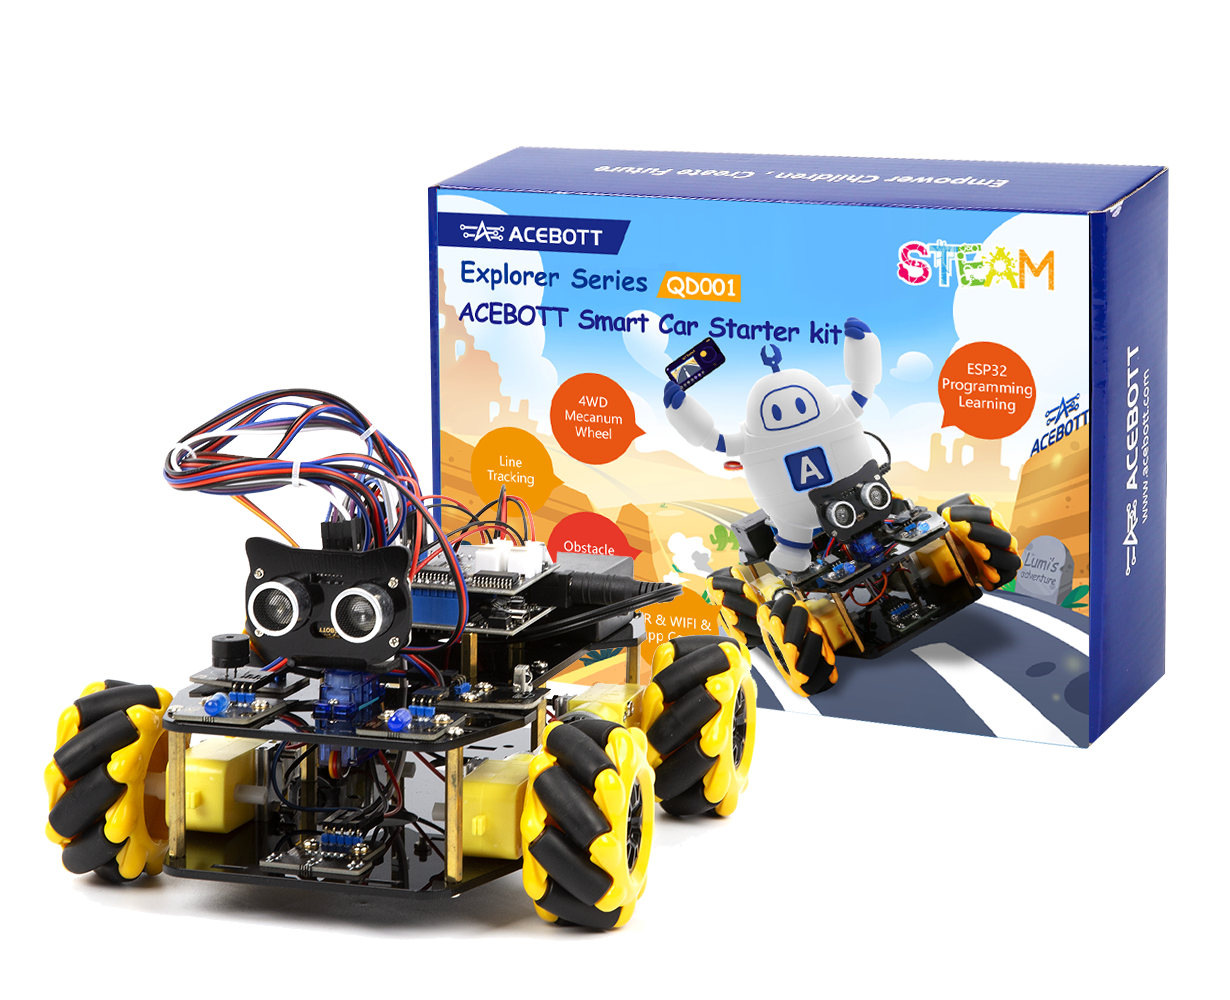 Empower Children, Create Future
ACEBOTT
Explorer Series QD001
ACEBOTT Smart Car Starter kit
STEAM
ESP32
Programming
Learning
4WD
Mecanum
Wheel
Line
Tracking
Obstacle
R & WIFI &
A
ACEBOTT
Lumi's
adventure
ACEBOTT
www.acebott.com